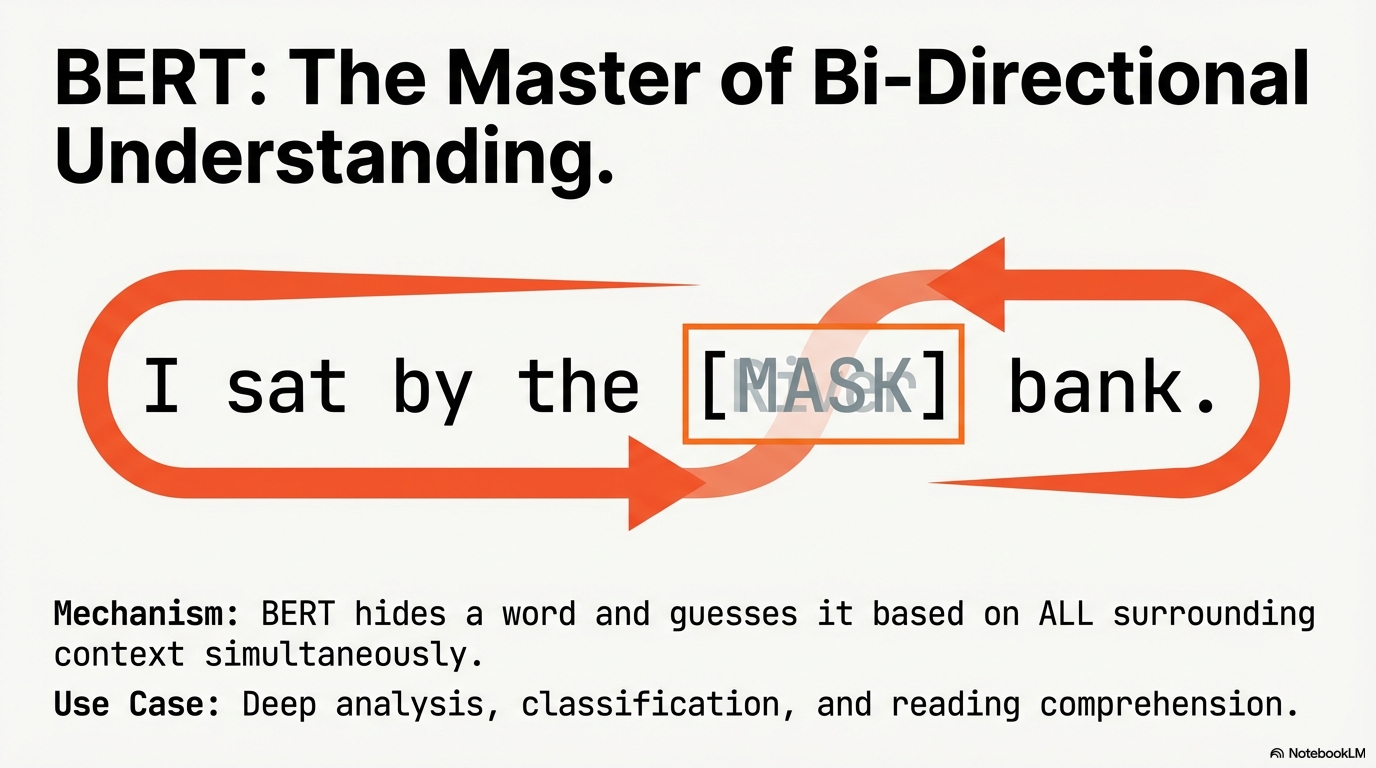 BERT: The Master of Bi-Directional
Understanding.
I sat by the [MASK] bank.
River
Mechanism: BERT hides a word and guesses it based on ALL surrounding
context simultaneously.
Use Case: Deep analysis, classification, and reading comprehension.
NotebookLM